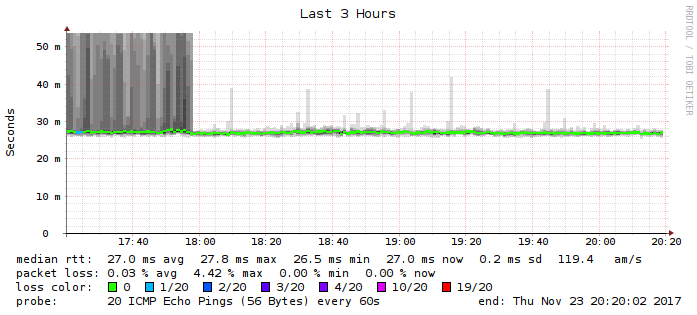 Last 3 Hours
RRDTOOL / TOBI OETIKER
Seconds
50 m
40 m
30 m
20 m
10 m
0
17:40 18:00 18:20 18:40 19:00 19:20 19:40 20:00 20:20
median rtt: 27.0 ms avg 27.8 ms max 26.5 ms min 27.0 ms now 0.2 ms sd 119.4 am/s
packet loss: 0.03 % avg 4.42 % max 0.00 % min 0.00 % now
loss color: 0 1/20 2/20 3/20 4/20 10/20 19/20
probe: 20 ICMP Echo Pings (56 Bytes) every 60s end: Thu Nov 23 20:20:02 2017